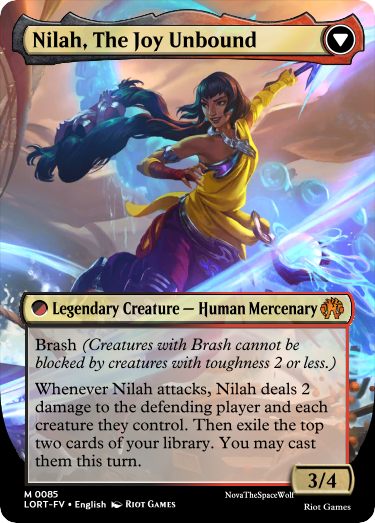 Nilah, The Joy Unbound
Legendary Creature — Human Mercenary
Brash (Creatures with Brash cannot be
blocked by creatures with toughness 2 or less.)
Whenever Nilah attacks, Nilah deals 2
damage to the defending player and each
creature they control. Then exile the top
two cards of your library. You may cast
them this turn.
3/4
M 0085
LORT-FV • English Riot Games
NovaTheSpaceWolf
Riot Games